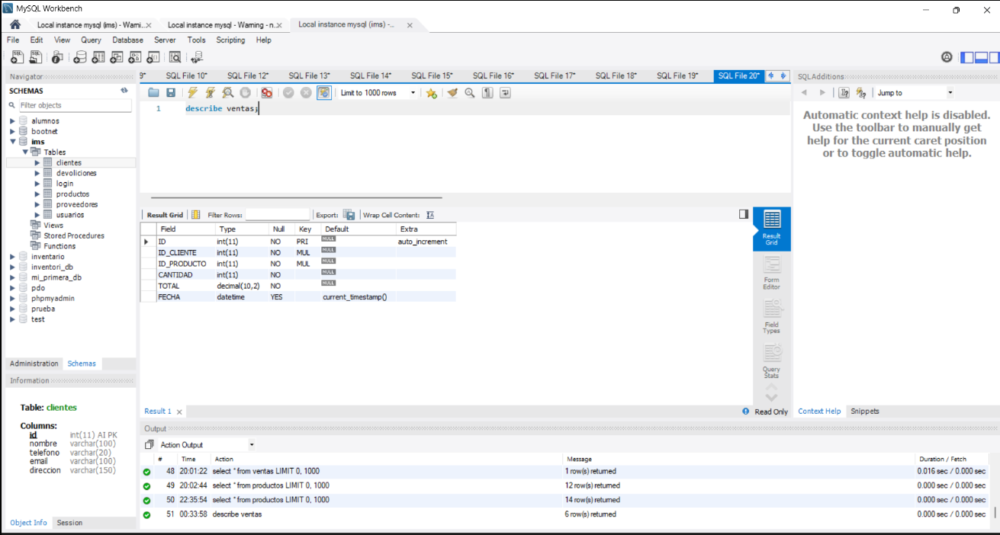 MySQL Workbench
Local instance mysql (ims) - Warni...
Local instance mysql - Warning - n...
Local instance mysql (ims) -...
File Edit View Query Database Server Tools Scripting Help
Navigator
9* SQL File 10* SQL File 12* SQL File 13* SQL File 14* SQL File 15* SQL File 16* SQL File 17* SQL File 18* SQL File 19* SQL File 20*
SQLAdditions
SCHEMAS
Filter objects
Limit to 1000 rows
Jump to
1 describe ventas;
alumnos
bootnet
ims
Tables
clientes
devoliciones
login
productos
proveedores
usuarios
Views
Stored Procedures
Functions
inventario
inventori_db
mi_primera_db
pdo
phpmyadmin
prueba
test
Automatic context help is disabled.
Use the toolbar to manually get
help for the current caret position
or to toggle automatic help.
Result Grid Filter Rows: Export: Wrap Cell Content: IA
Field Type Null Key Default Extra
ID int(11) NO PRI NULL auto_increment
ID_CLIENTE int(11) NO MUL NULL
ID_PRODUCTO int(11) NO MUL NULL
CANTIDAD int(11) NO NULL
TOTAL decimal(10,2) NO NULL
FECHA datetime YES current_timestamp()
Result
Grid
Form
Editor
Field
Types
Query
Stats
Administration Schemas
Information
Table: clientes
Columns:
id int(11) AI PK
nombre varchar(100)
telefono varchar(20)
email varchar(100)
direccion varchar(150)
Object Info Session
Result 1
Read Only
Context Help Snippets
Output
Action Output
# Time Action Message Duration / Fetch
48 20:01:22 select * from ventas LIMIT 0, 1000 1 row(s) returned 0.016 sec / 0.000 sec
49 20:02:44 select * from productos LIMIT 0, 1000 12 row(s) returned 0.000 sec / 0.000 sec
50 22:35:54 select * from productos LIMIT 0, 1000 14 row(s) returned 0.000 sec / 0.000 sec
51 00:33:58 describe ventas 6 row(s) returned 0.000 sec / 0.000 sec